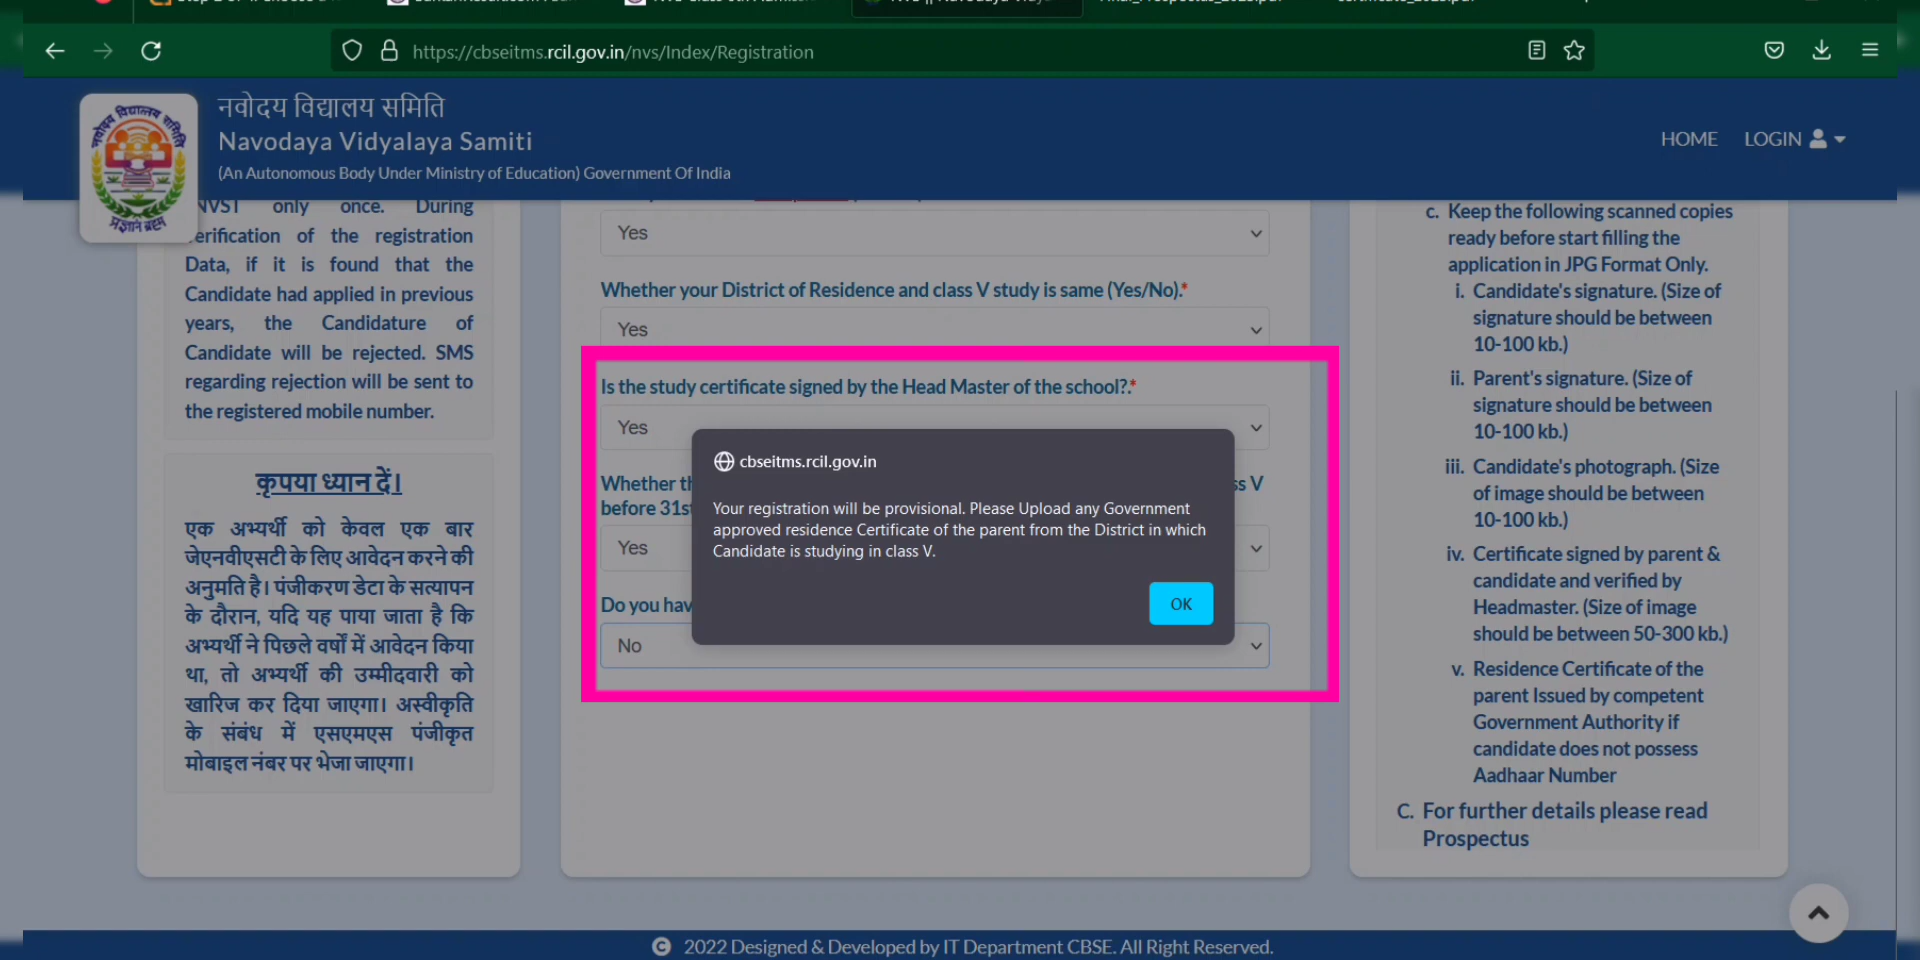 https://cbseitms.rcil.gov.in/nvs/Index/Registration
नवोदय विद्यालय समिति
Navodaya Vidyalaya Samiti
(An Autonomous Body Under Ministry of Education) Government Of India
HOME
LOGIN
नवोदय विद्यालय समिति
प्रज्ञानं ब्रह्म
only once. During
of the registration
Data, if it is found that the
Candidate had applied in previous
years, the Candidature of
Candidate will be rejected. SMS
regarding rejection will be sent to
the registered mobile number.
कृपया ध्यान दें।
एक अभ्यर्थी को केवल एक बार
जेएनवीएसटी के लिए आवेदन करने की
अनुमति है। पंजीकरण डेटा के सत्यापन
के दौरान, यदि यह पाया जाता है कि
अभ्यर्थी ने पिछले वर्षों में आवेदन किया
था, तो अभ्यर्थी की उम्मीदवारी को
खारिज कर दिया जाएगा। अस्वीकृति
के संबंध में एसएमएस पंजीकृत
मोबाइल नंबर पर भेजा जाएगा।
Yes
Whether your District of Residence and class V study is same (Yes/No).*
Yes
Is the study certificate signed by the Head Master of the school?.*
Yes
Whether
V
before
Yes
Do you
No
cbseitms.rcil.gov.in
Your registration will be provisional. Please Upload any Government
approved residence Certificate of the parent from the District in which
Candidate is studying in class V.
OK
c. Keep the following scanned copies
ready before start filling the
application in JPG Format Only.
i. Candidate's signature. (Size of
signature should be between
10-100 kb.)
ii. Parent's signature. (Size of
signature should be between
10-100 kb.)
iii. Candidate's photograph. (Size
of image should be between
10-100 kb.)
iv. Certificate signed by parent &
candidate and verified by
Headmaster. (Size of image
should be between 50-300 kb.)
v. Residence Certificate of the
parent Issued by competent
Government Authority if
candidate does not possess
Aadhaar Number
C. For further details please read
Prospectus
© 2022 Designed & Developed by IT Department CBSE. All Right Reserved.